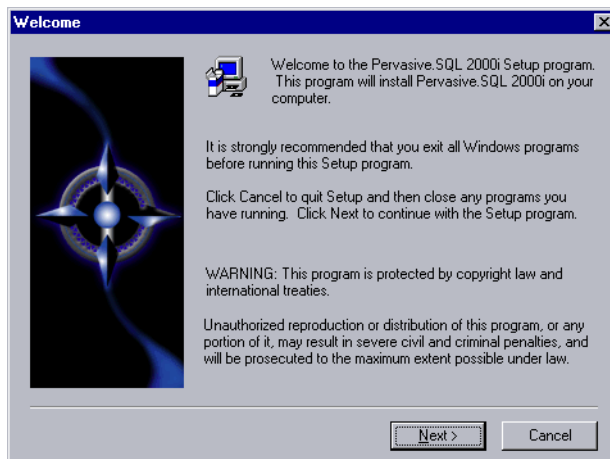 Welcome
Welcome to the Pervasive.SQL 2000i Setup program.
This program will install Pervasive.SQL 2000i on your
computer.
It is strongly recommended that you exit all Windows programs
before running this Setup program.
Click Cancel to quit Setup and then close any programs you
have running. Click Next to continue with the Setup program.
WARNING: This program is protected by copyright law and
international treaties.
Unauthorized reproduction or distribution of this program, or any
portion of it, may result in severe civil and criminal penalties, and
will be prosecuted to the maximum extent possible under law.
Next >
Cancel